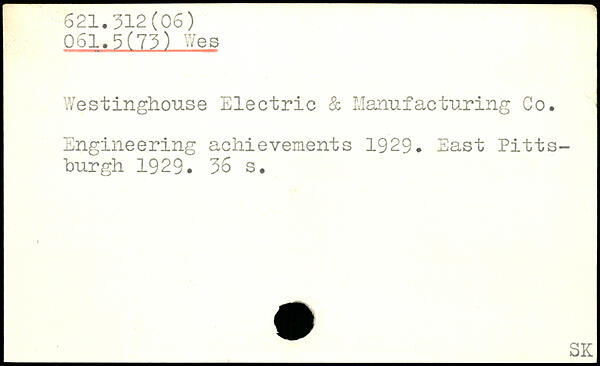 621.312(06)
061.5(73) Wes
Westinghouse Electric & Manufacturing Co.
Engineering achievements 1929. East Pitts-
burgh 1929. 36 s.
SK